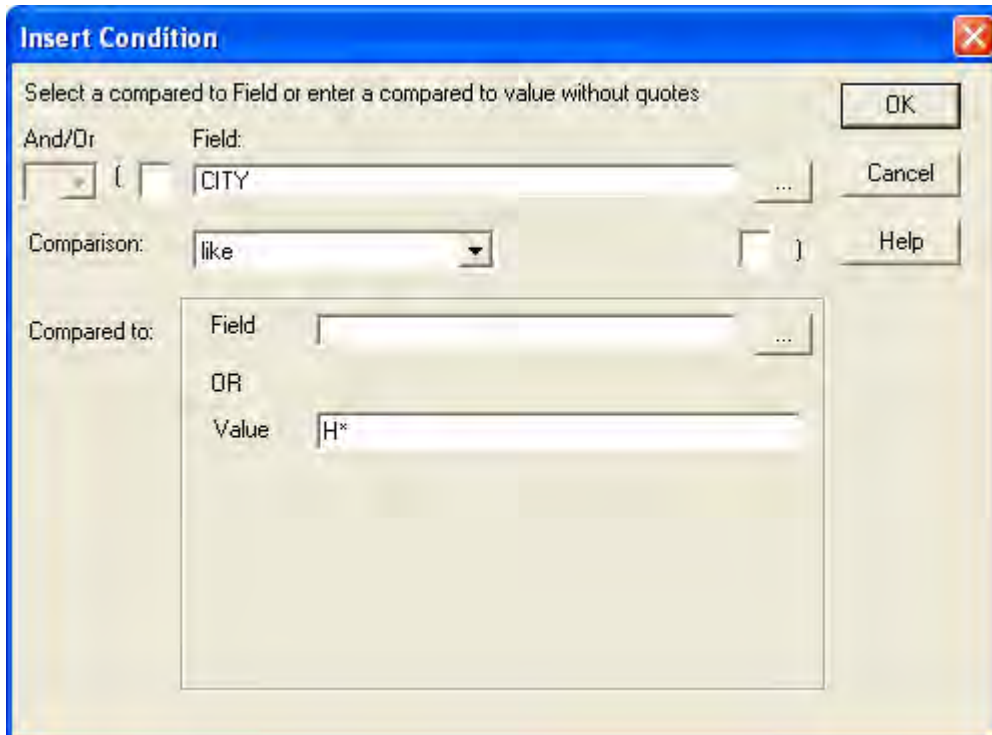 Insert Condition
Select a compared to Field or enter a compared to value without quotes
OK
And/Or Field:
( CITY ... Cancel
Comparison: like ) Help
Compared to: Field ...
OR
Value H*